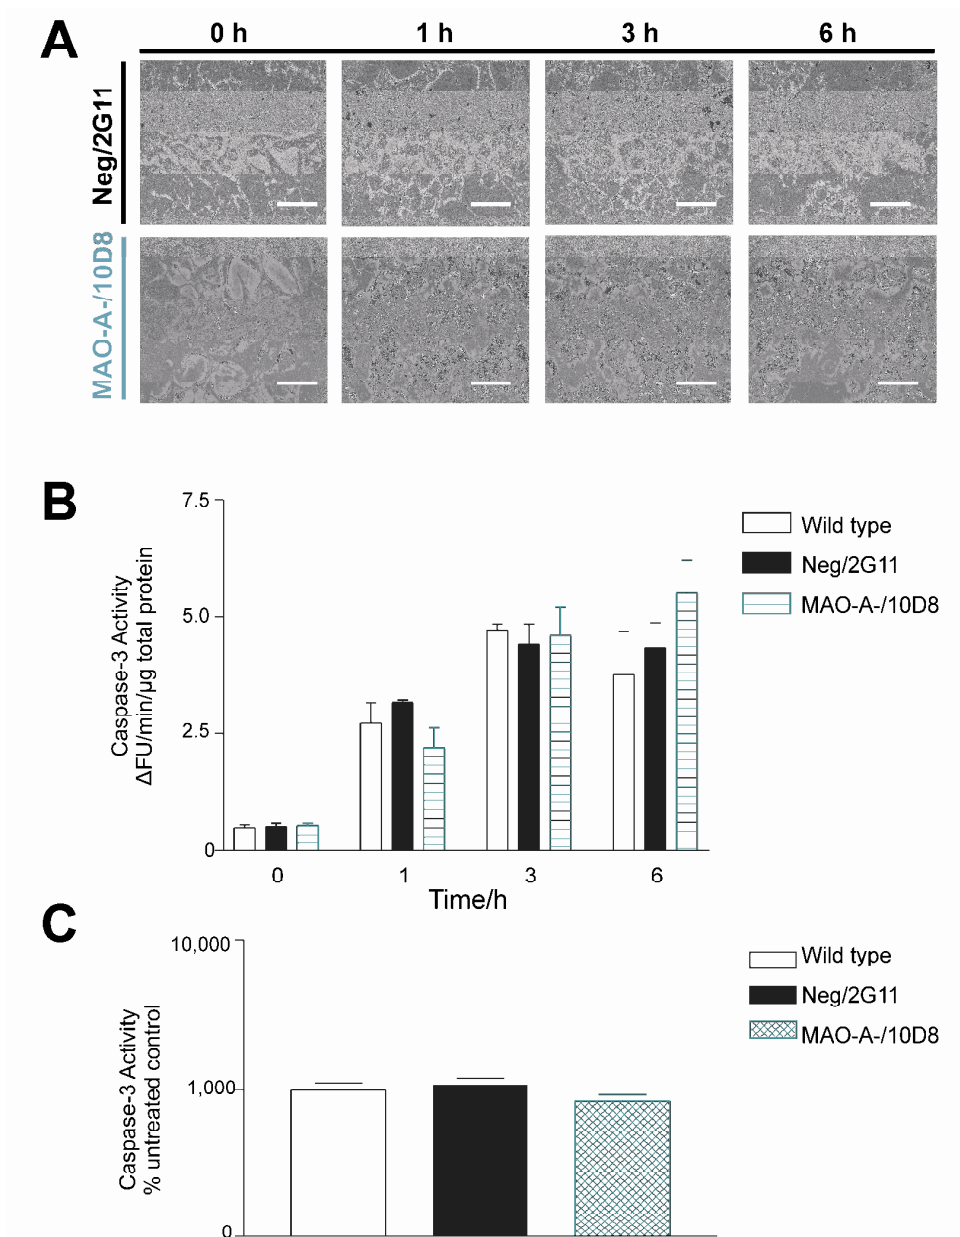 A
0 h 1 h 3 h 6 h
Neg/2G11
MAO-A-/10D8
B
7.5
5.0
2.5
0
Caspase-3 Activity
ΔFU/min/µg total protein
0 1 3 6
Time/h
Wild type
Neg/2G11
MAO-A-/10D8
C
10,000
1,000
0
Caspase-3 Activity
% untreated control
Wild type
Neg/2G11
MAO-A-/10D8